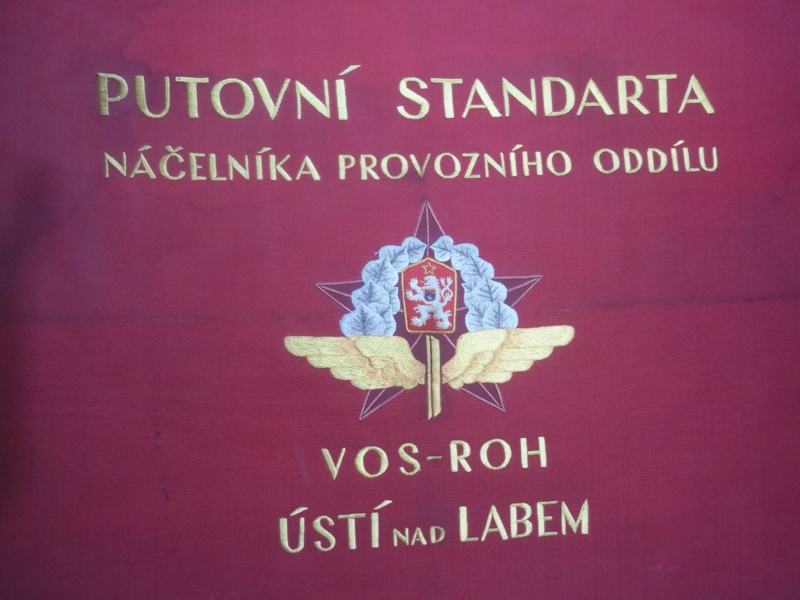 PUTOVNÍ STANDARTA
NÁČELNÍKA PROVOZNÍHO ODDÍLU
VOS-ROH
ÚSTÍ NAD LABEM